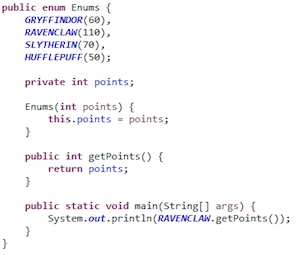 public enum Enums {
    GRYFFINDOR(60),
    RAVENCLAW(110),
    SLYTHERIN(70),
    HUFFLEPUFF(50);

    private int points;

    Enums(int points) {
        this.points = points;
    }

    public int getPoints() {
        return points;
    }

    public static void main(String[] args) {
        System.out.println(RAVENCLAW.getPoints());
    }
}